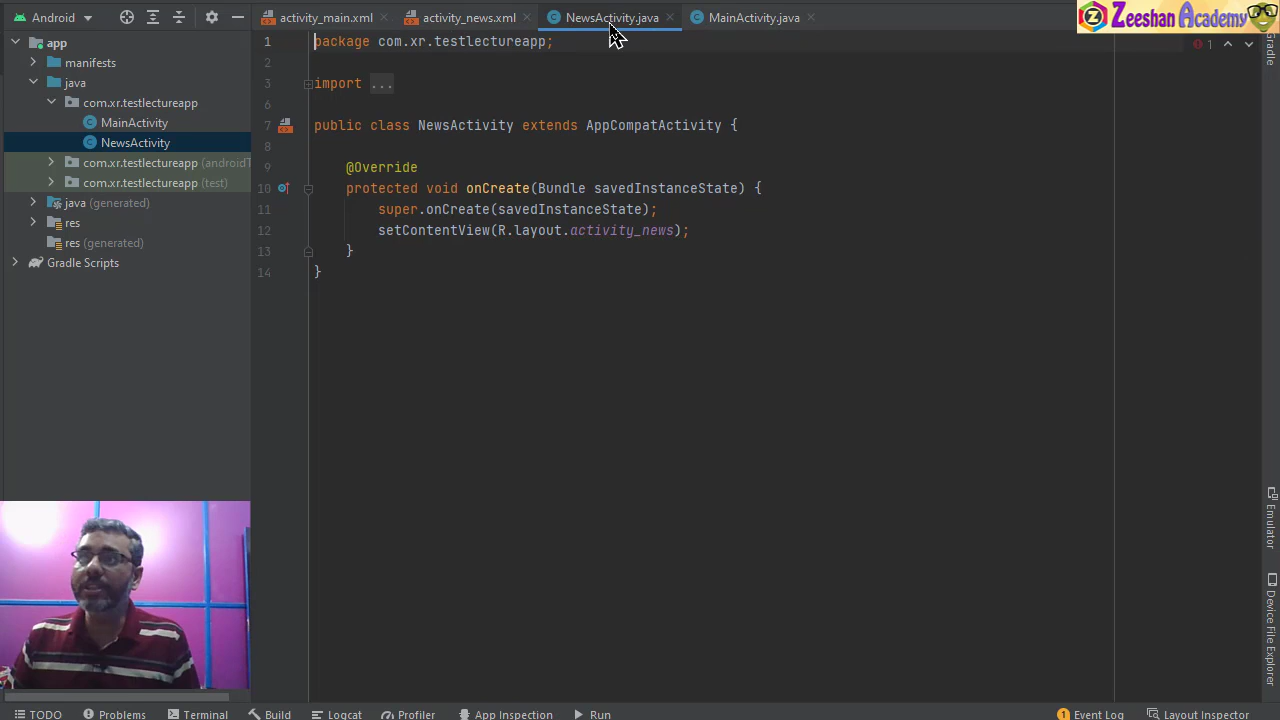 Android
activity_main.xml
activity_news.xml
NewsActivity.java
MainActivity.java
Zeeshan Academy
app
manifests
java
com.xr.testlectureapp
MainActivity
NewsActivity
com.xr.testlectureapp (androidT
com.xr.testlectureapp (test)
java (generated)
res
res (generated)
Gradle Scripts
1 package com.xr.testlectureapp;
2
3 import ...
6
7 public class NewsActivity extends AppCompatActivity {
8
9 @Override
10 protected void onCreate(Bundle savedInstanceState) {
11 super.onCreate(savedInstanceState);
12 setContentView(R.layout.activity_news);
13 }
14 }
1
Gradle
Emulator
Device File Explorer
TODO
Problems
Terminal
Build
Logcat
Profiler
App Inspection
Run
1 Event Log
Layout Inspector